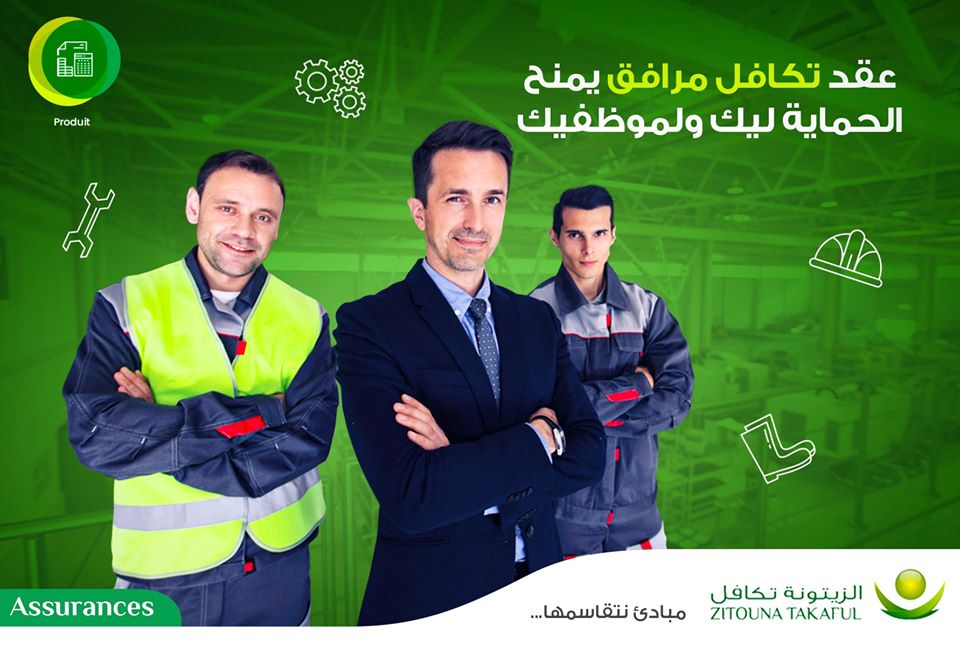 Produit
عقد تكافل مرافق يمنح
الحماية ليك ولموظفيك
Assurances
مبادئ نتقاسمها...
الزيتونة تكافل
ZITOUNA TAKAFUL